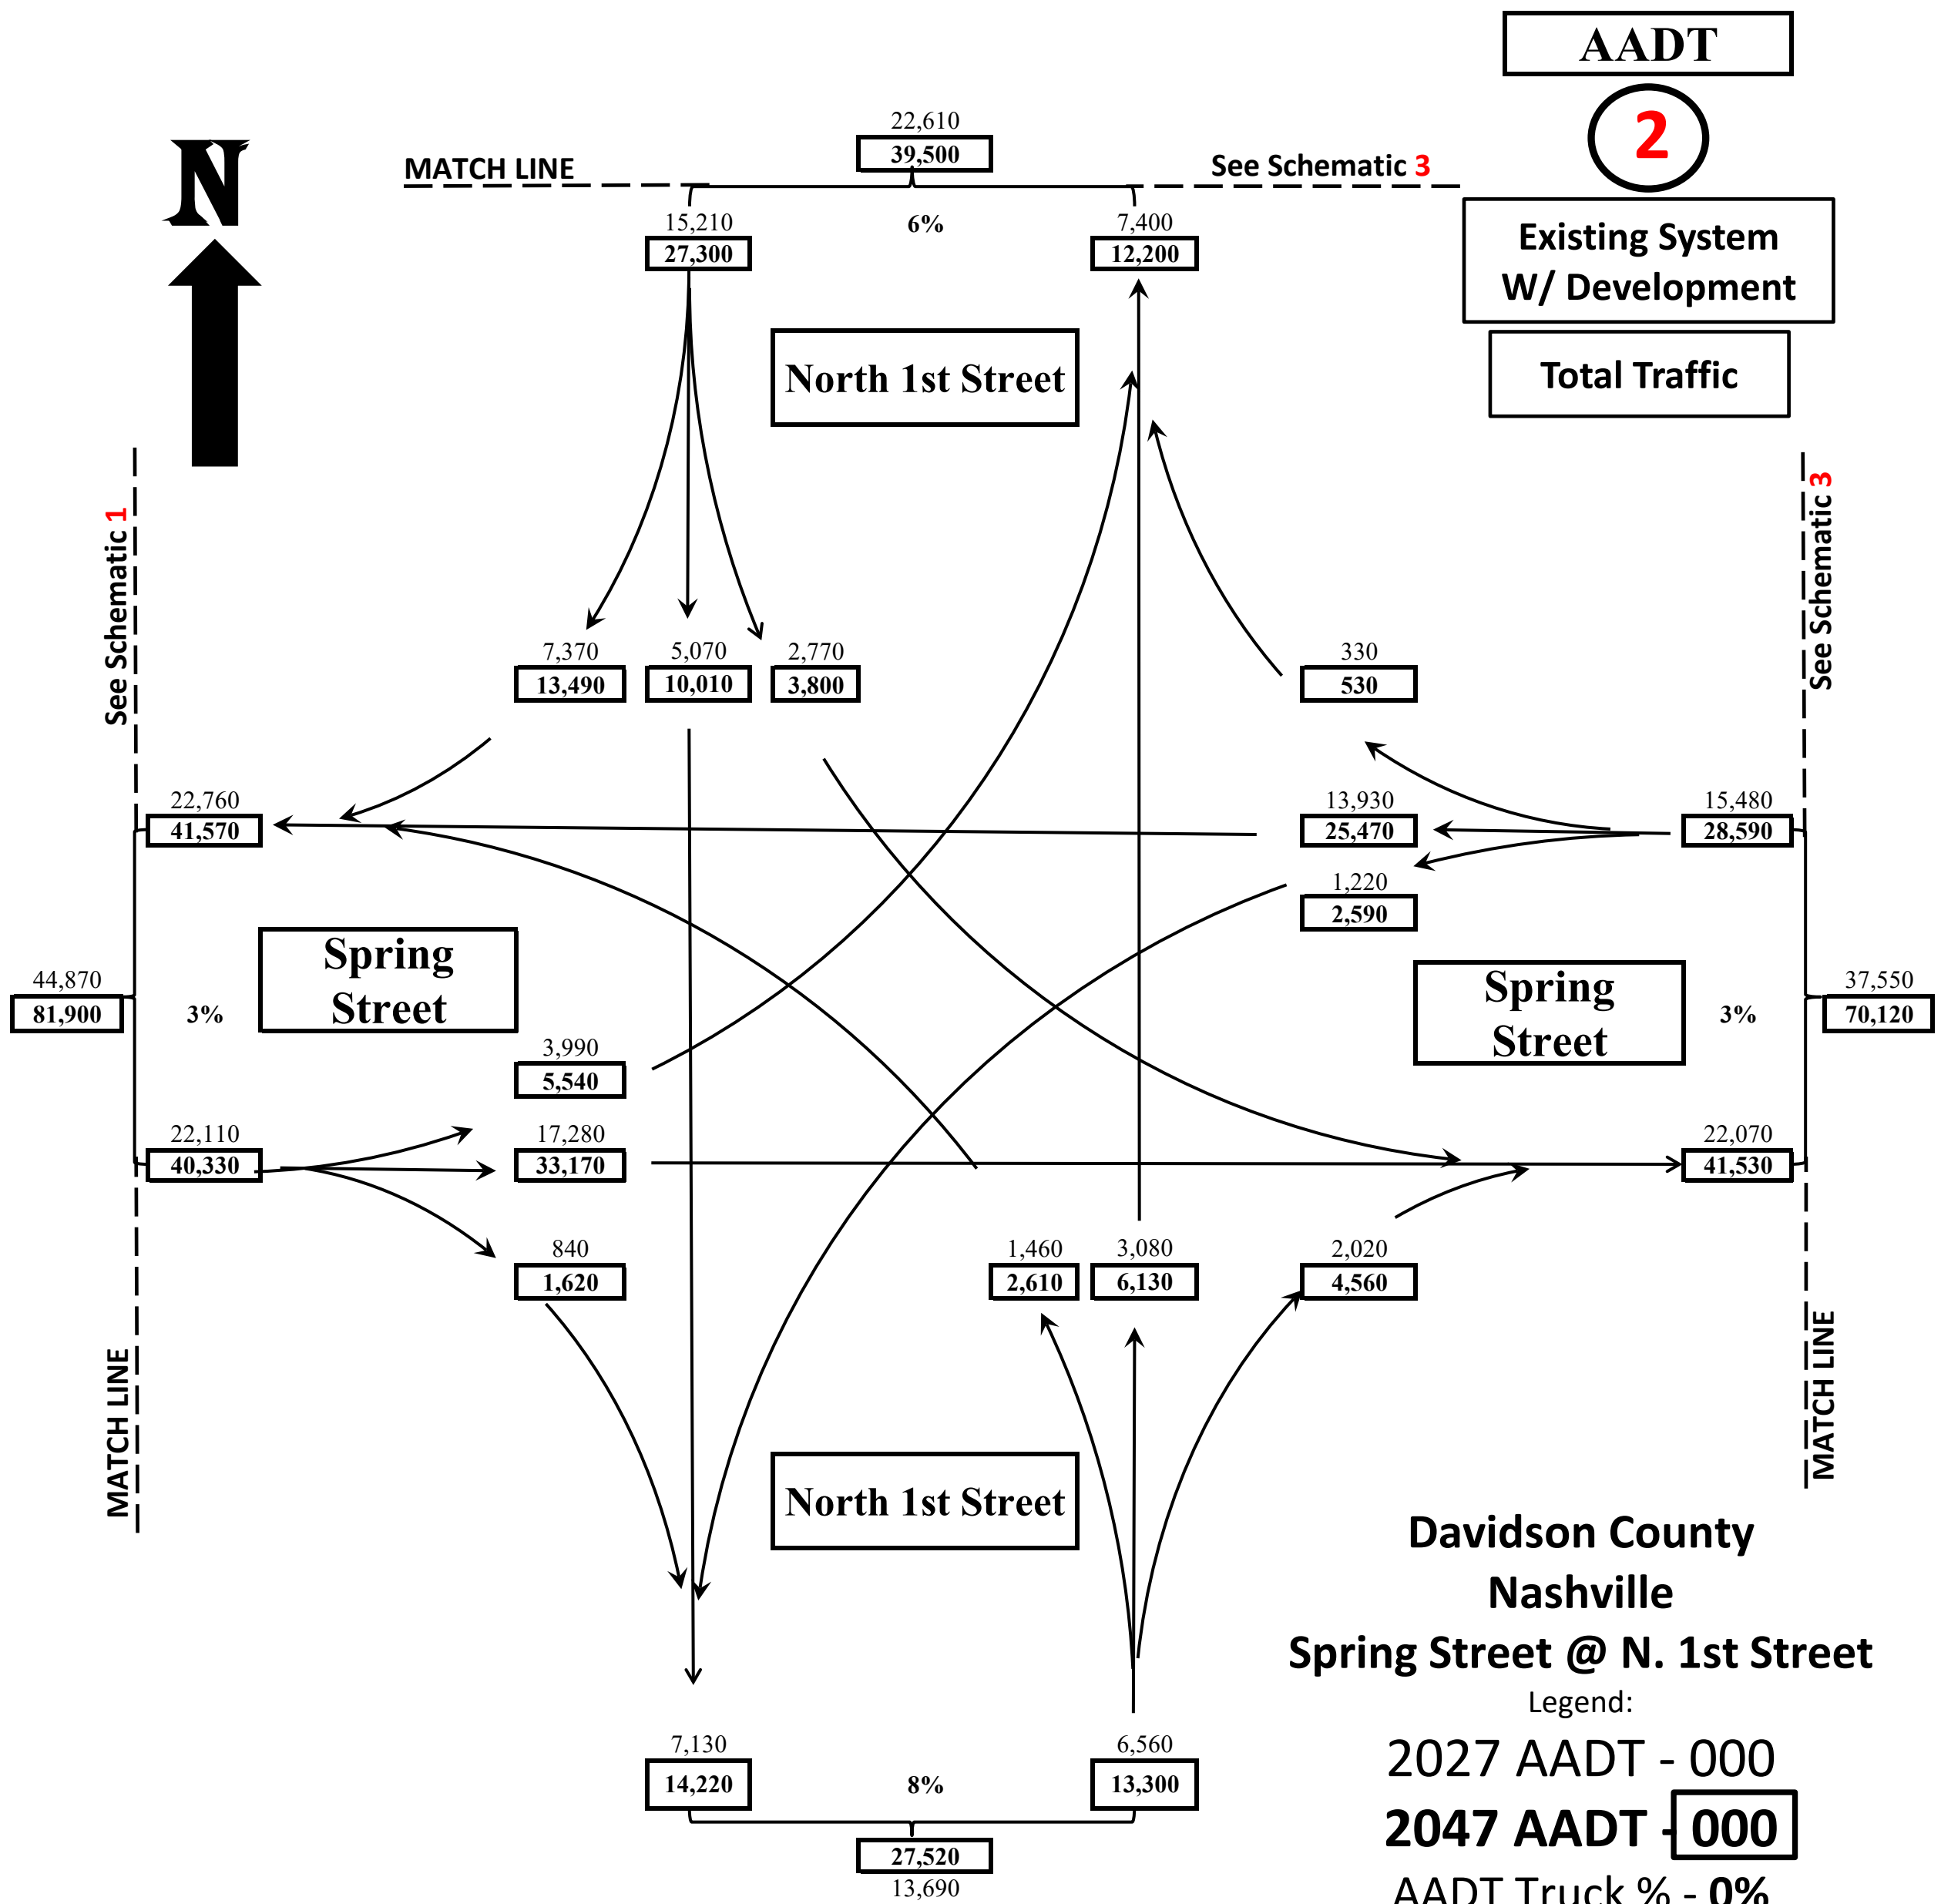 AADT
2
22,610
39,500
N
MATCH LINE
See Schematic 3
15,210
6%
7,400
27,300
12,200
Existing System
W/ Development
North 1st Street
Total Traffic
See Schematic 1
See Schematic 3
7,370
5,070
2,770
330
13,490
10,010
3,800
530
22,760
13,930
15,480
41,570
25,470
28,590
1,220
2,590
Spring
Street
Spring
Street
44,870
81,900
3%
3%
37,550
70,120
3,990
5,540
22,110
17,280
22,070
40,330
33,170
41,530
840
1,460
3,080
2,020
1,620
2,610
6,130
4,560
MATCH LINE
MATCH LINE
North 1st Street
Davidson County
Nashville
Spring Street @ N. 1st Street
Legend:
7,130
6,560
14,220
8%
13,300
2027 AADT - 000
2047 AADT - 000
27,520
13,690
AADT Truck % - 0%